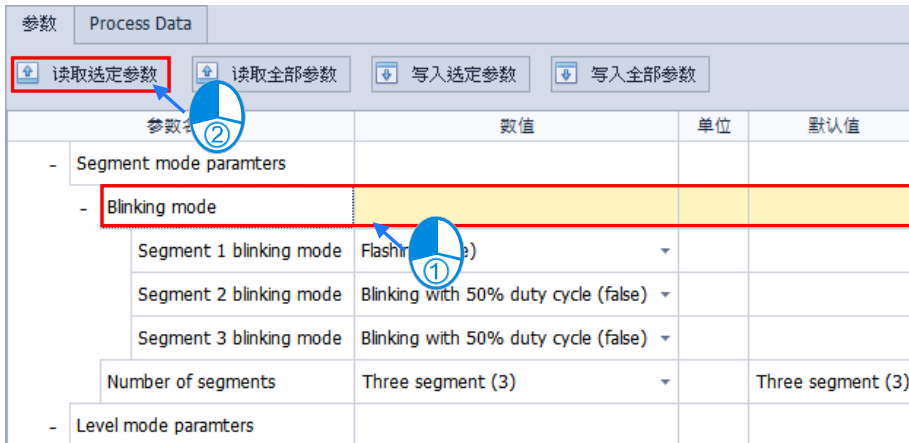 参数 Process Data
读取选定参数 读取全部参数 写入选定参数 写入全部参数
②
参数 数值 单位 默认值
- Segment mode paramters
- Blinking mode
Segment 1 blinking mode
①
Segment 2 blinking mode Blinking with 50% duty cycle (false)
Segment 3 blinking mode Blinking with 50% duty cycle (false)
Number of segments Three segment (3) Three segment (3)
- Level mode paramters